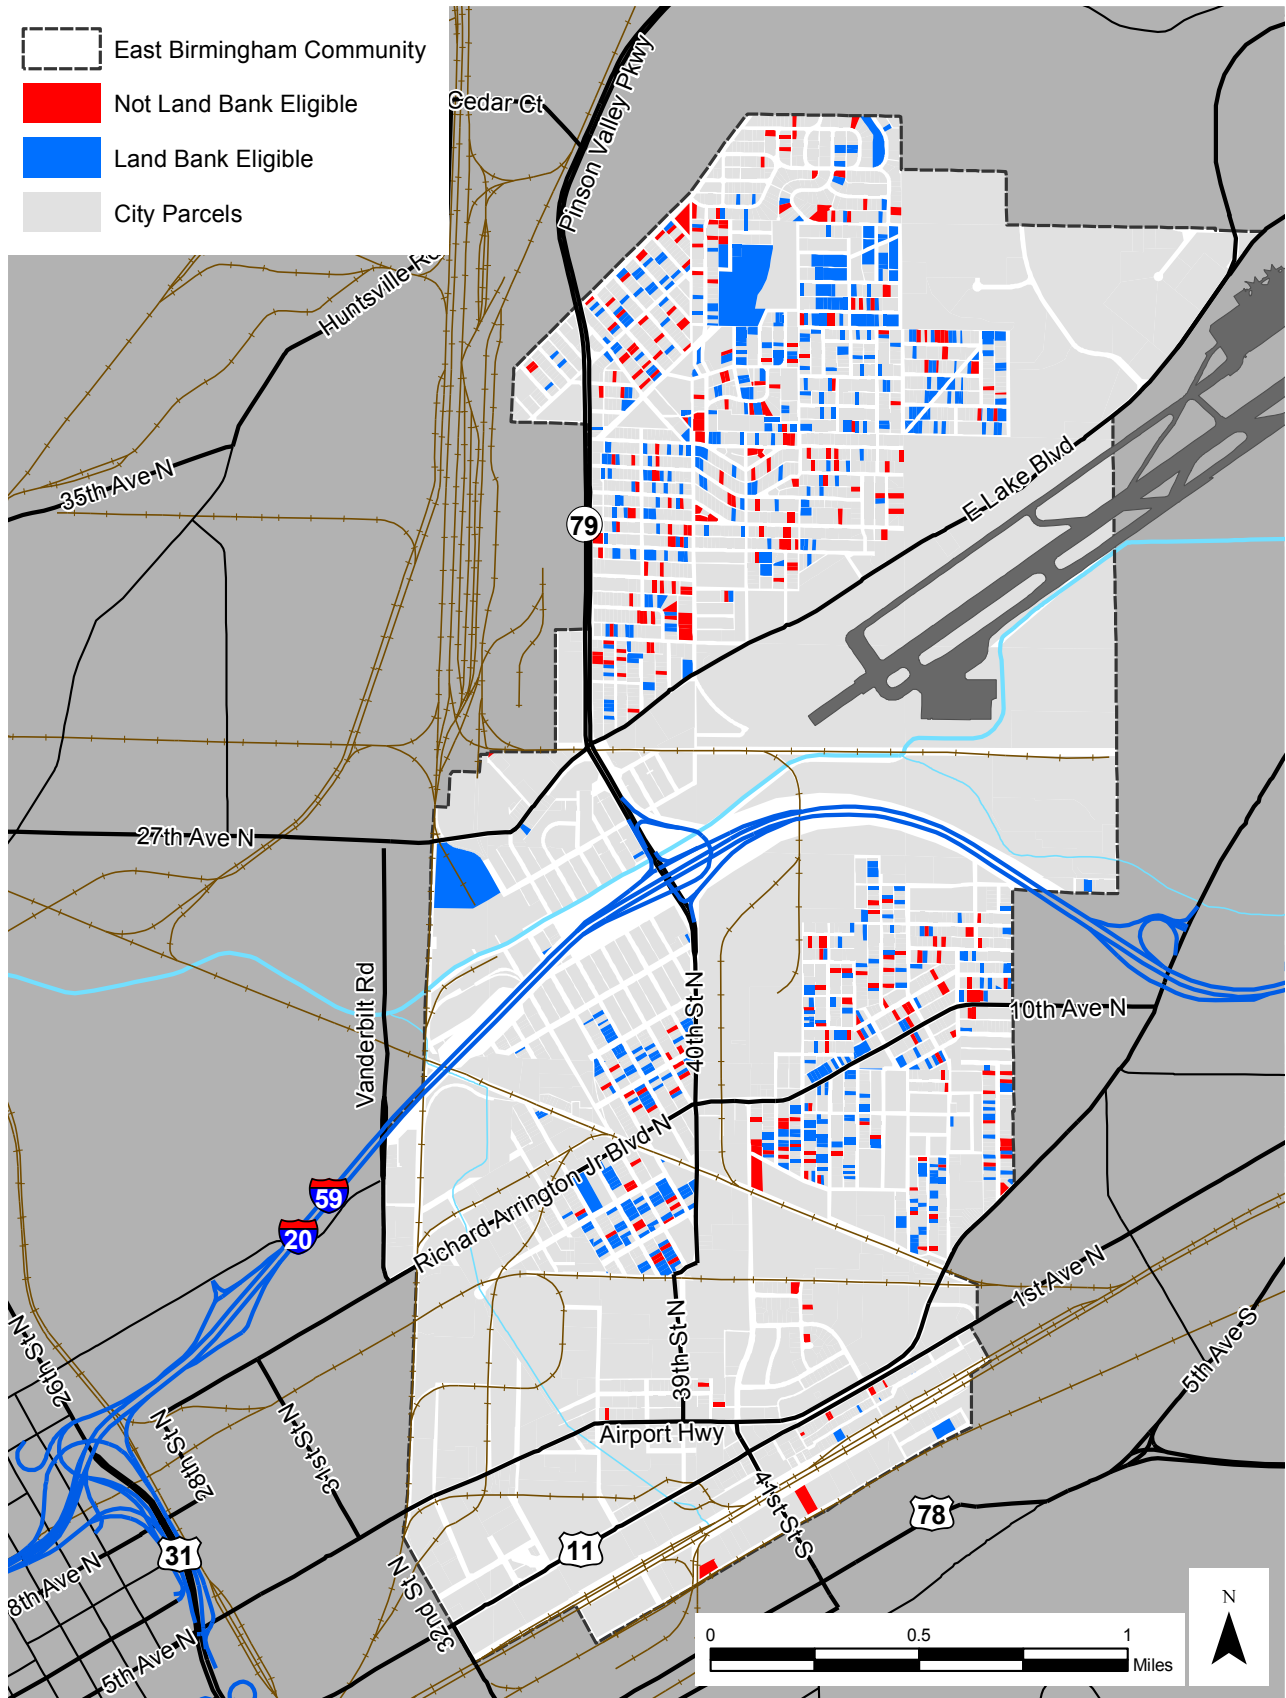 East Birmingham Community
Not Land Bank Eligible
Land Bank Eligible
City Parcels
Cedar Ct
Pinson Valley Pkwy
Huntsville
35th Ave N
79
E Lake Blvd
27th Ave N
Vanderbilt Rd
40th St N
10th Ave N
Richard Arrington Jr Blvd N
59
20
1st Ave N
5th Ave S
39th St N
Airport Hwy
26th St N
28th St N
31st St N
41st St S
78
11
31
8th Ave N
5th Ave N
32nd St N
N
0 0.5 1
Miles